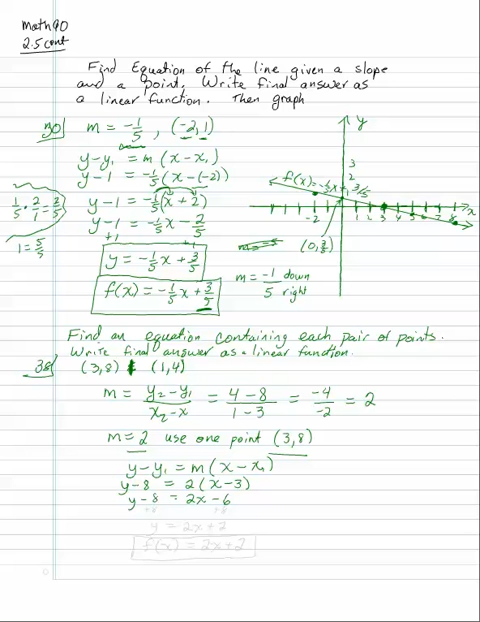 Math 90
2.5 cont
Find Equation of the line given a slope
and a point. Write final answer as
a linear function. Then graph
30) m = -1/5 , (-2, 1)
y-y₁ = m(x-x₁)
y-1 = -1/5(x-(-2))
y-1 = -1/5(x+2)
1/5 · 2/1 = 2/5
y-1 = -1/5x - 2/5
+1 +1
1 = 5/5
y = -1/5x + 3/5
f(x) = -1/5x + 3/5
y
3
2
1
f(x) = -1/5x + 3/5
x
-2 1 2 3 4 5 6 7 8
(0, 3/5)
m = -1 down
5 right
Find an equation containing each pair of points.
Write final answer as a linear function.
38) (3,8) (1,4)
m = y₂-y₁/x₂-x = 4-8/1-3 = -4/-2 = 2
m=2 use one point (3,8)
y-y₁ = m(x-x₁)
y-8 = 2(x-3)
y-8 = 2x-6
+8 +8
y = 2x+2
f(x) = 2x+2